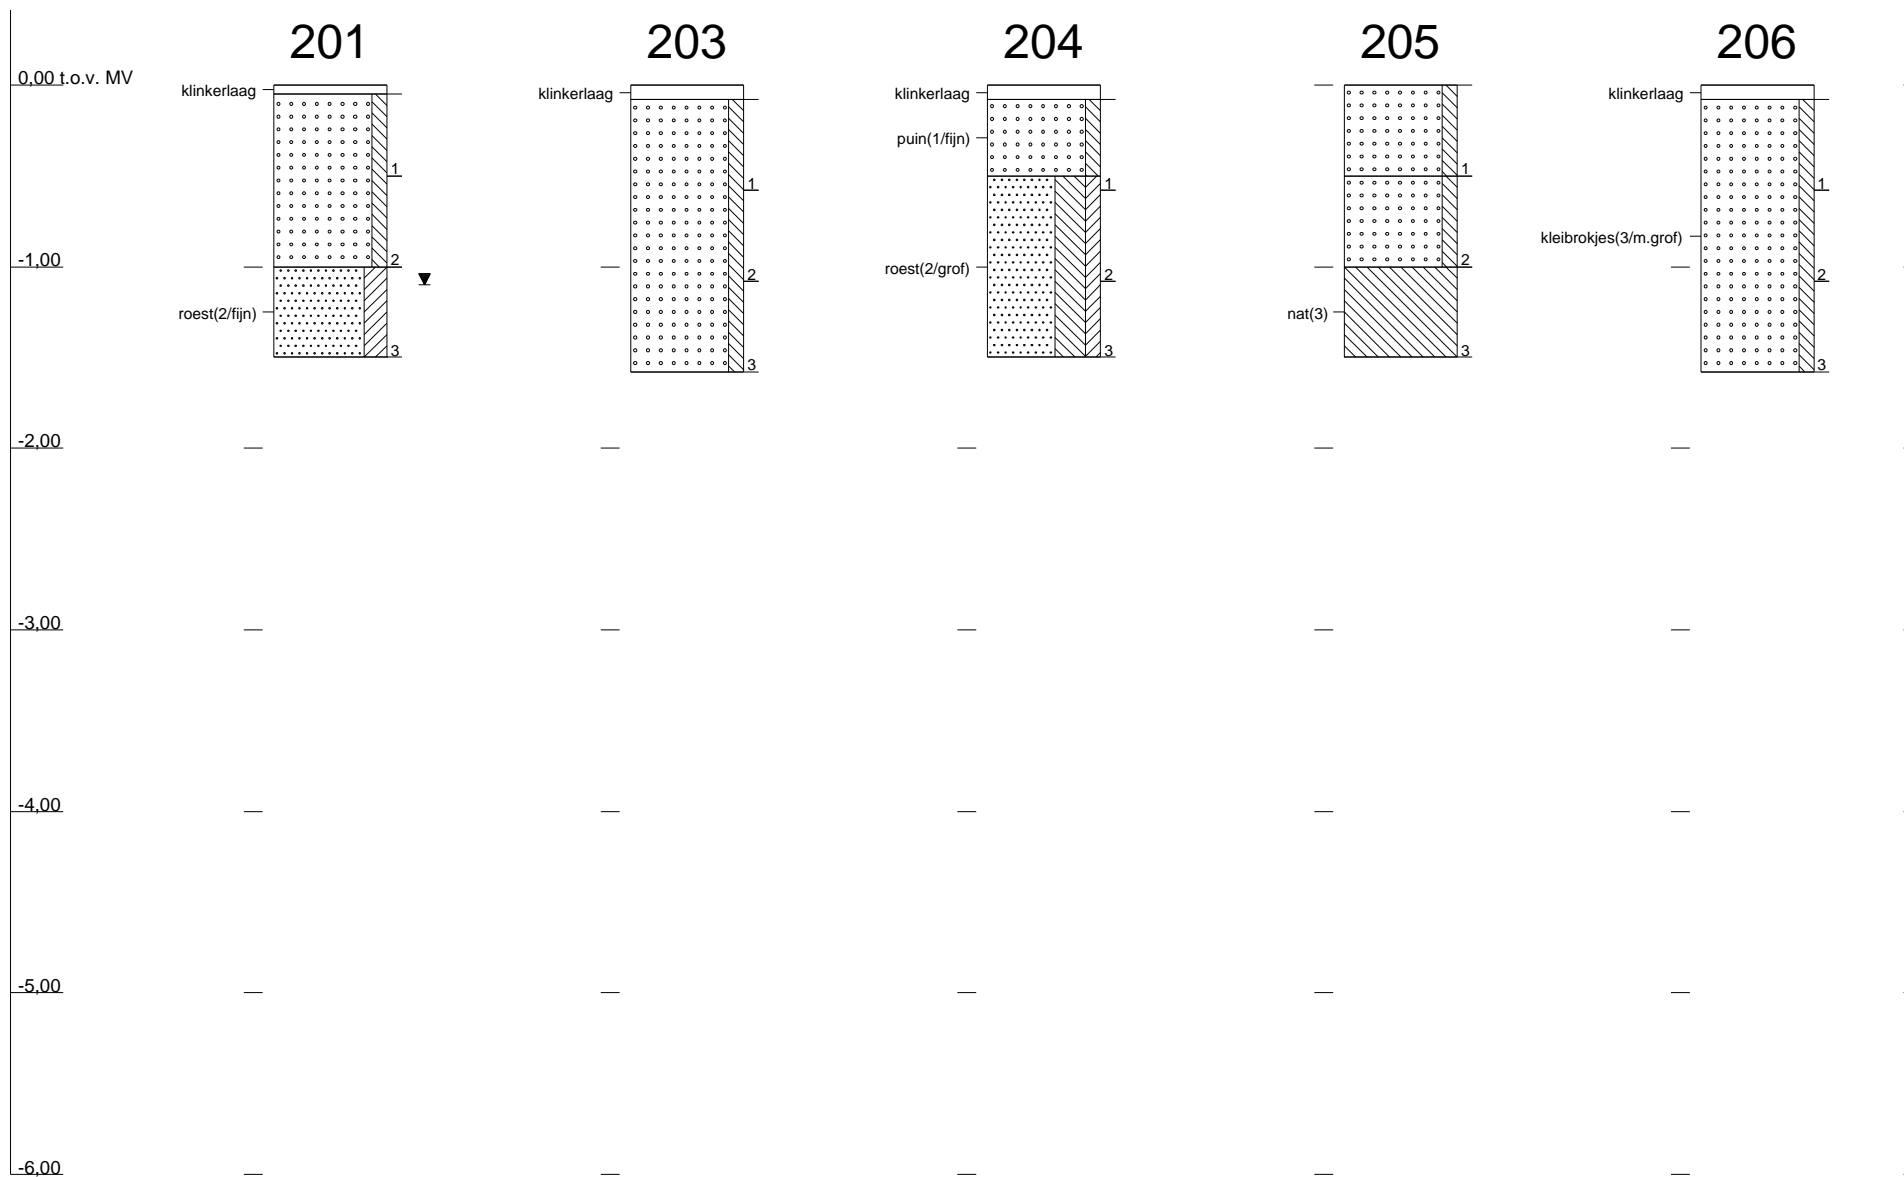 201 203 204 205 206
0,00 t.o.v. MV
klinkerlaag klinkerlaag klinkerlaag klinkerlaag
puin(1/fijn)
1 1 1 1 1
kleibrokjes(3/m.grof)
-1,00 2 roest(2/grof) 2 2 2 2
roest(2/fijn) nat(3)
3 3 3 3 3
-2,00
-3,00
-4,00
-5,00
-6,00